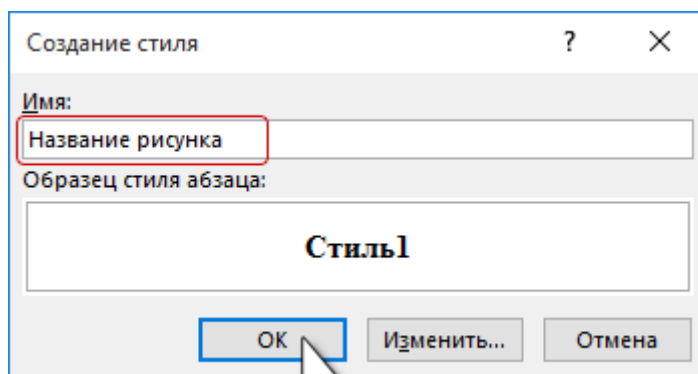 Создание стиля ? ×
Имя:
Название рисунка
Образец стиля абзаца:
Стиль1
ОК Изменить... Отмена